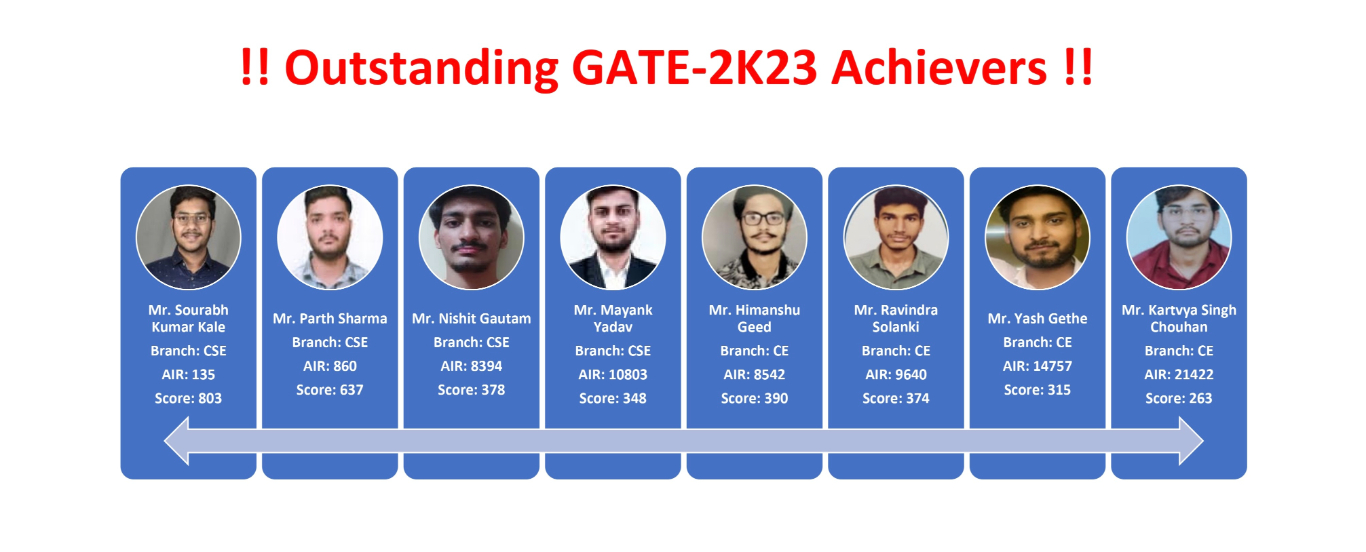 !! Outstanding GATE-2K23 Achievers !!
Mr. Sourabh
Kumar Kale
Branch: CSE
AIR: 135
Score: 803
Mr. Parth Sharma
Branch: CSE
AIR: 860
Score: 637
Mr. Nishit Gautam
Branch: CSE
AIR: 8394
Score: 378
Mr. Mayank
Yadav
Branch: CSE
AIR: 10803
Score: 348
Mr. Himanshu
Geed
Branch: CE
AIR: 8542
Score: 390
Mr. Ravindra
Solanki
Branch: CE
AIR: 9640
Score: 374
Mr. Yash Gethe
Branch: CE
AIR: 14757
Score: 315
Mr. Kartvya Singh
Chouhan
Branch: CE
AIR: 21422
Score: 263